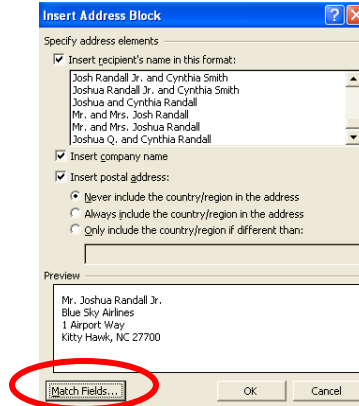 Insert Address Block
Specify address elements
Insert recipient's name in this format:
Josh Randall Jr. and Cynthia Smith
Joshua Randall Jr. and Cynthia Smith
Joshua and Cynthia Randall
Mr. and Mrs. Josh Randall
Mr. and Mrs. Joshua Randall
Joshua Q. and Cynthia Randall
Insert company name
Insert postal address:
Never include the country/region in the address
Always include the country/region in the address
Only include the country/region if different than:
Preview
Mr. Joshua Randall Jr.
Blue Sky Airlines
1 Airport Way
Kitty Hawk, NC 27700
Match Fields... OK Cancel